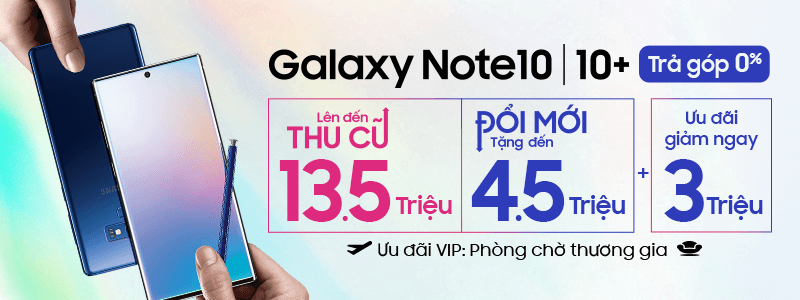 Galaxy Note10 | 10+ Trả góp 0%
Lên đến
THU CŨ
13.5 Triệu
ĐỔI MỚI
Tặng đến
4.5 Triệu
+
Ưu đãi
giảm ngay
3 Triệu
Ưu đãi VIP: Phòng chờ thương gia